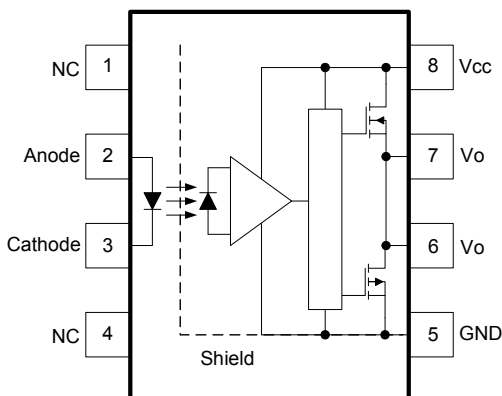 NC 1
8 Vcc
Anode 2
7 Vo
Cathode 3
6 Vo
NC 4
5 GND
Shield